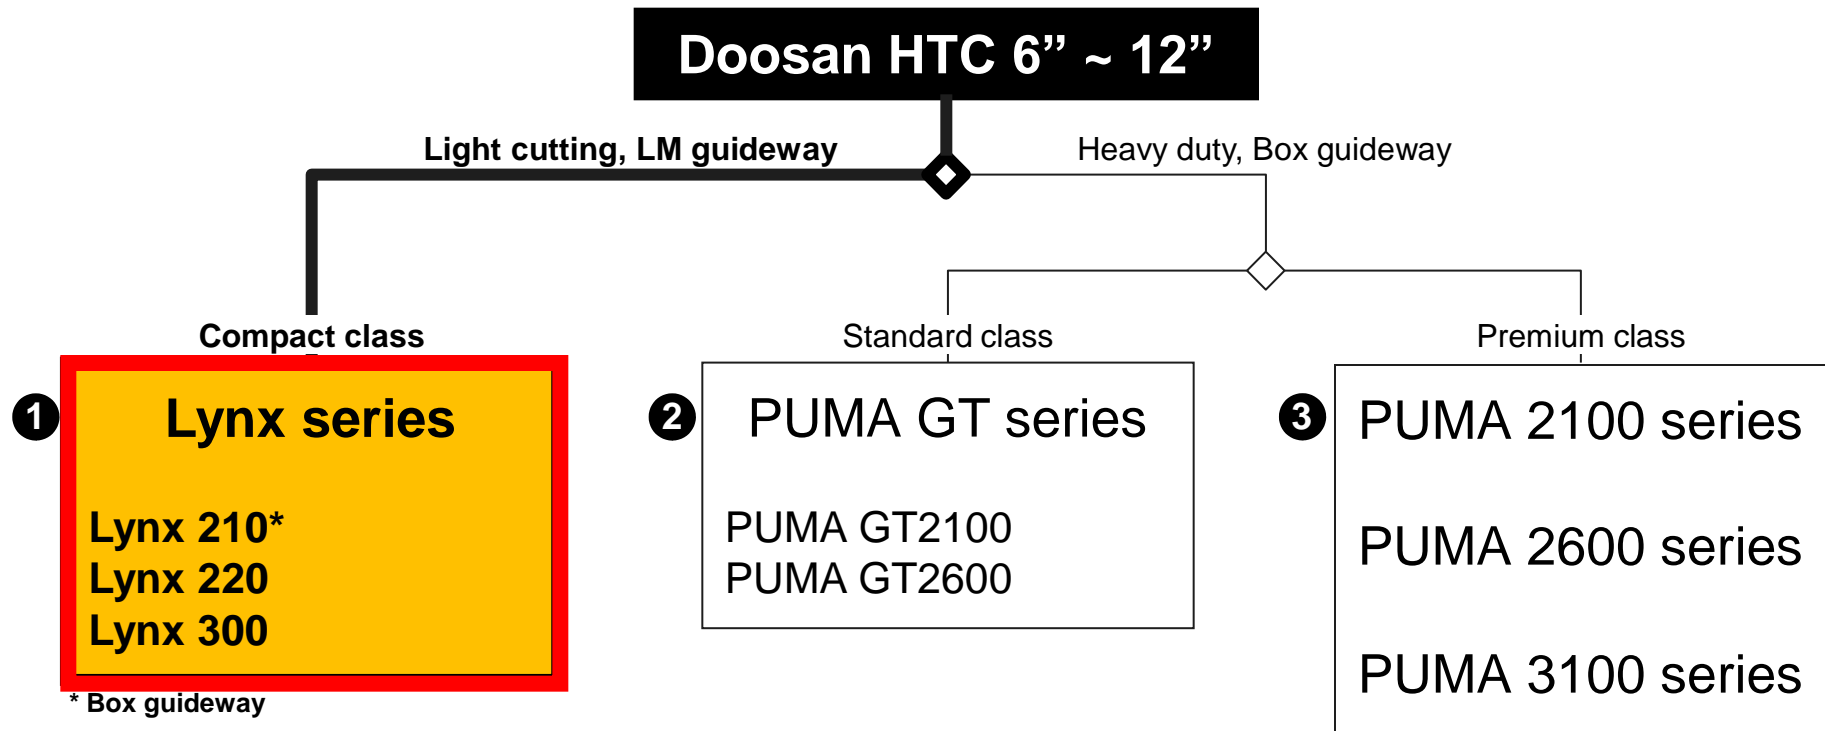 Doosan HTC 6” ~ 12”
Light cutting, LM guideway
Heavy duty, Box guideway
Compact class
Standard class
Premium class
1
Lynx series
Lynx 210*
Lynx 220
Lynx 300
* Box guideway
2
PUMA GT series
PUMA GT2100
PUMA GT2600
3
PUMA 2100 series
PUMA 2600 series
PUMA 3100 series